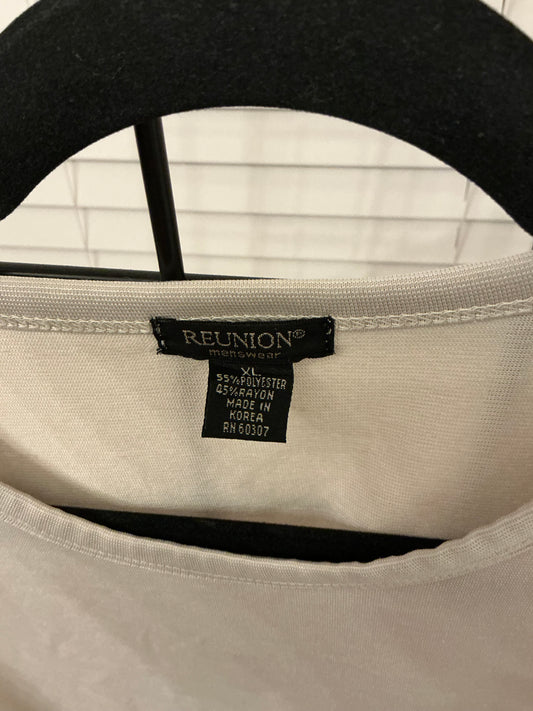 REUNION®
menswear
XL
55% POLYESTER
45% RAYON
MADE IN
KOREA
RN 60307